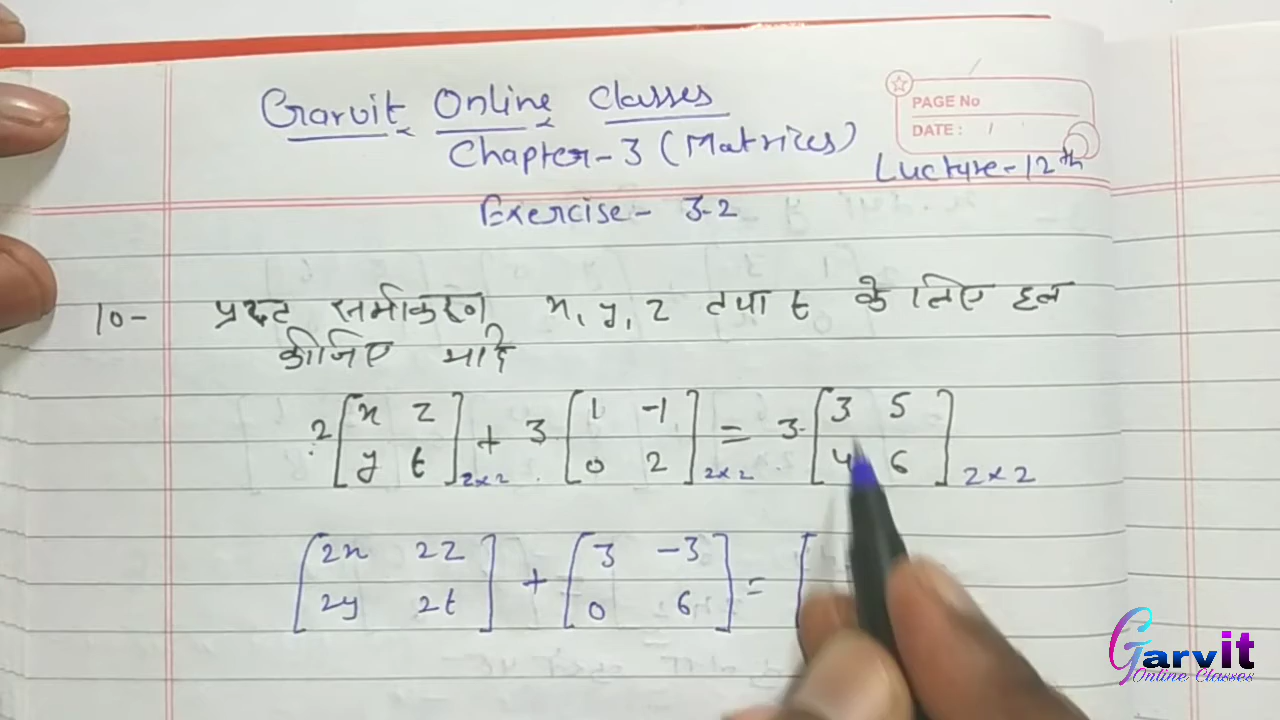 Garvit Online Classes
PAGE No
DATE :
Chapter-3 (Matrices)
Lucture-12th
Exercise- 3.2
10- प्रदत्त समीकरण x, y, z तथा t के लिए हल
कीजिए यदि
2 [x z] + 3 [1 -1] = 3 [3 5]
[y t] 2×2 [0 2] 2×2 [4 6] 2×2
[2x 2z] + [3 -3] = [
[2y 2t] [0 6]
Garvit
Online Classes